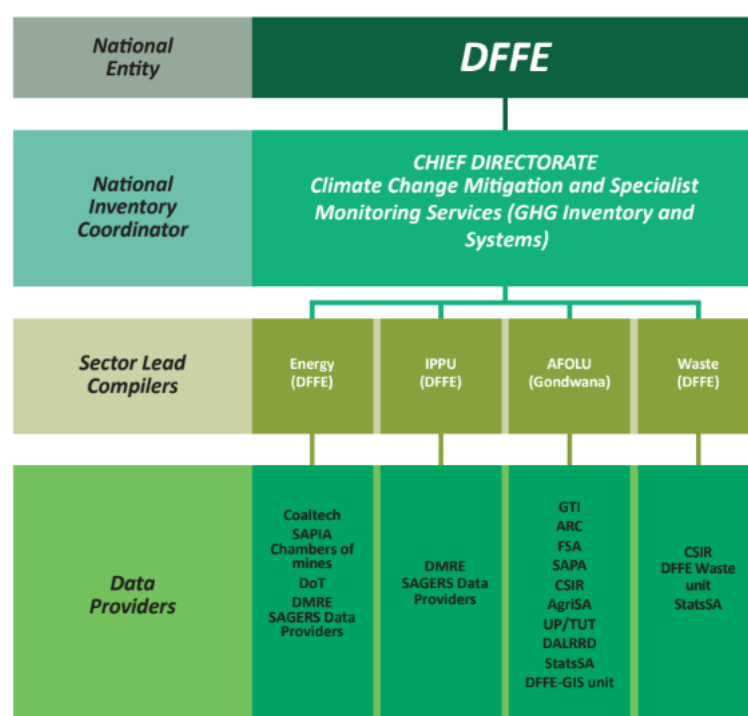 National
Entity
DFFE
National
Inventory
Coordinator
CHIEF DIRECTORATE
Climate Change Mitigation and Specialist
Monitoring Services (GHG Inventory and
Systems)
Sector Lead
Compilers
Energy
(DFFE)
IPPU
(DFFE)
AFOLU
(Gondwana)
Waste
(DFFE)
Data
Providers
Coaltech
SAPIA
Chambers of
mines
DoT
DMRE
SAGERS Data
Providers
DMRE
SAGERS Data
Providers
GTI
ARC
FSA
SAPA
CSIR
AgriSA
UP/TUT
DALRRD
StatsSA
DFFE-GIS unit
CSIR
DFFE Waste
unit
StatsSA